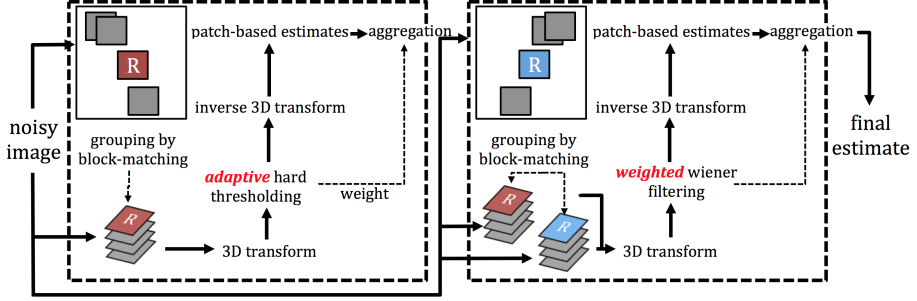 noisy
image
R
grouping by
block-matching
R
3D transform
adaptive hard
thresholding
weight
inverse 3D transform
patch-based estimates
aggregation
R
grouping by
block-matching
R
R
3D transform
weighted wiener
filtering
inverse 3D transform
patch-based estimates
aggregation
final
estimate